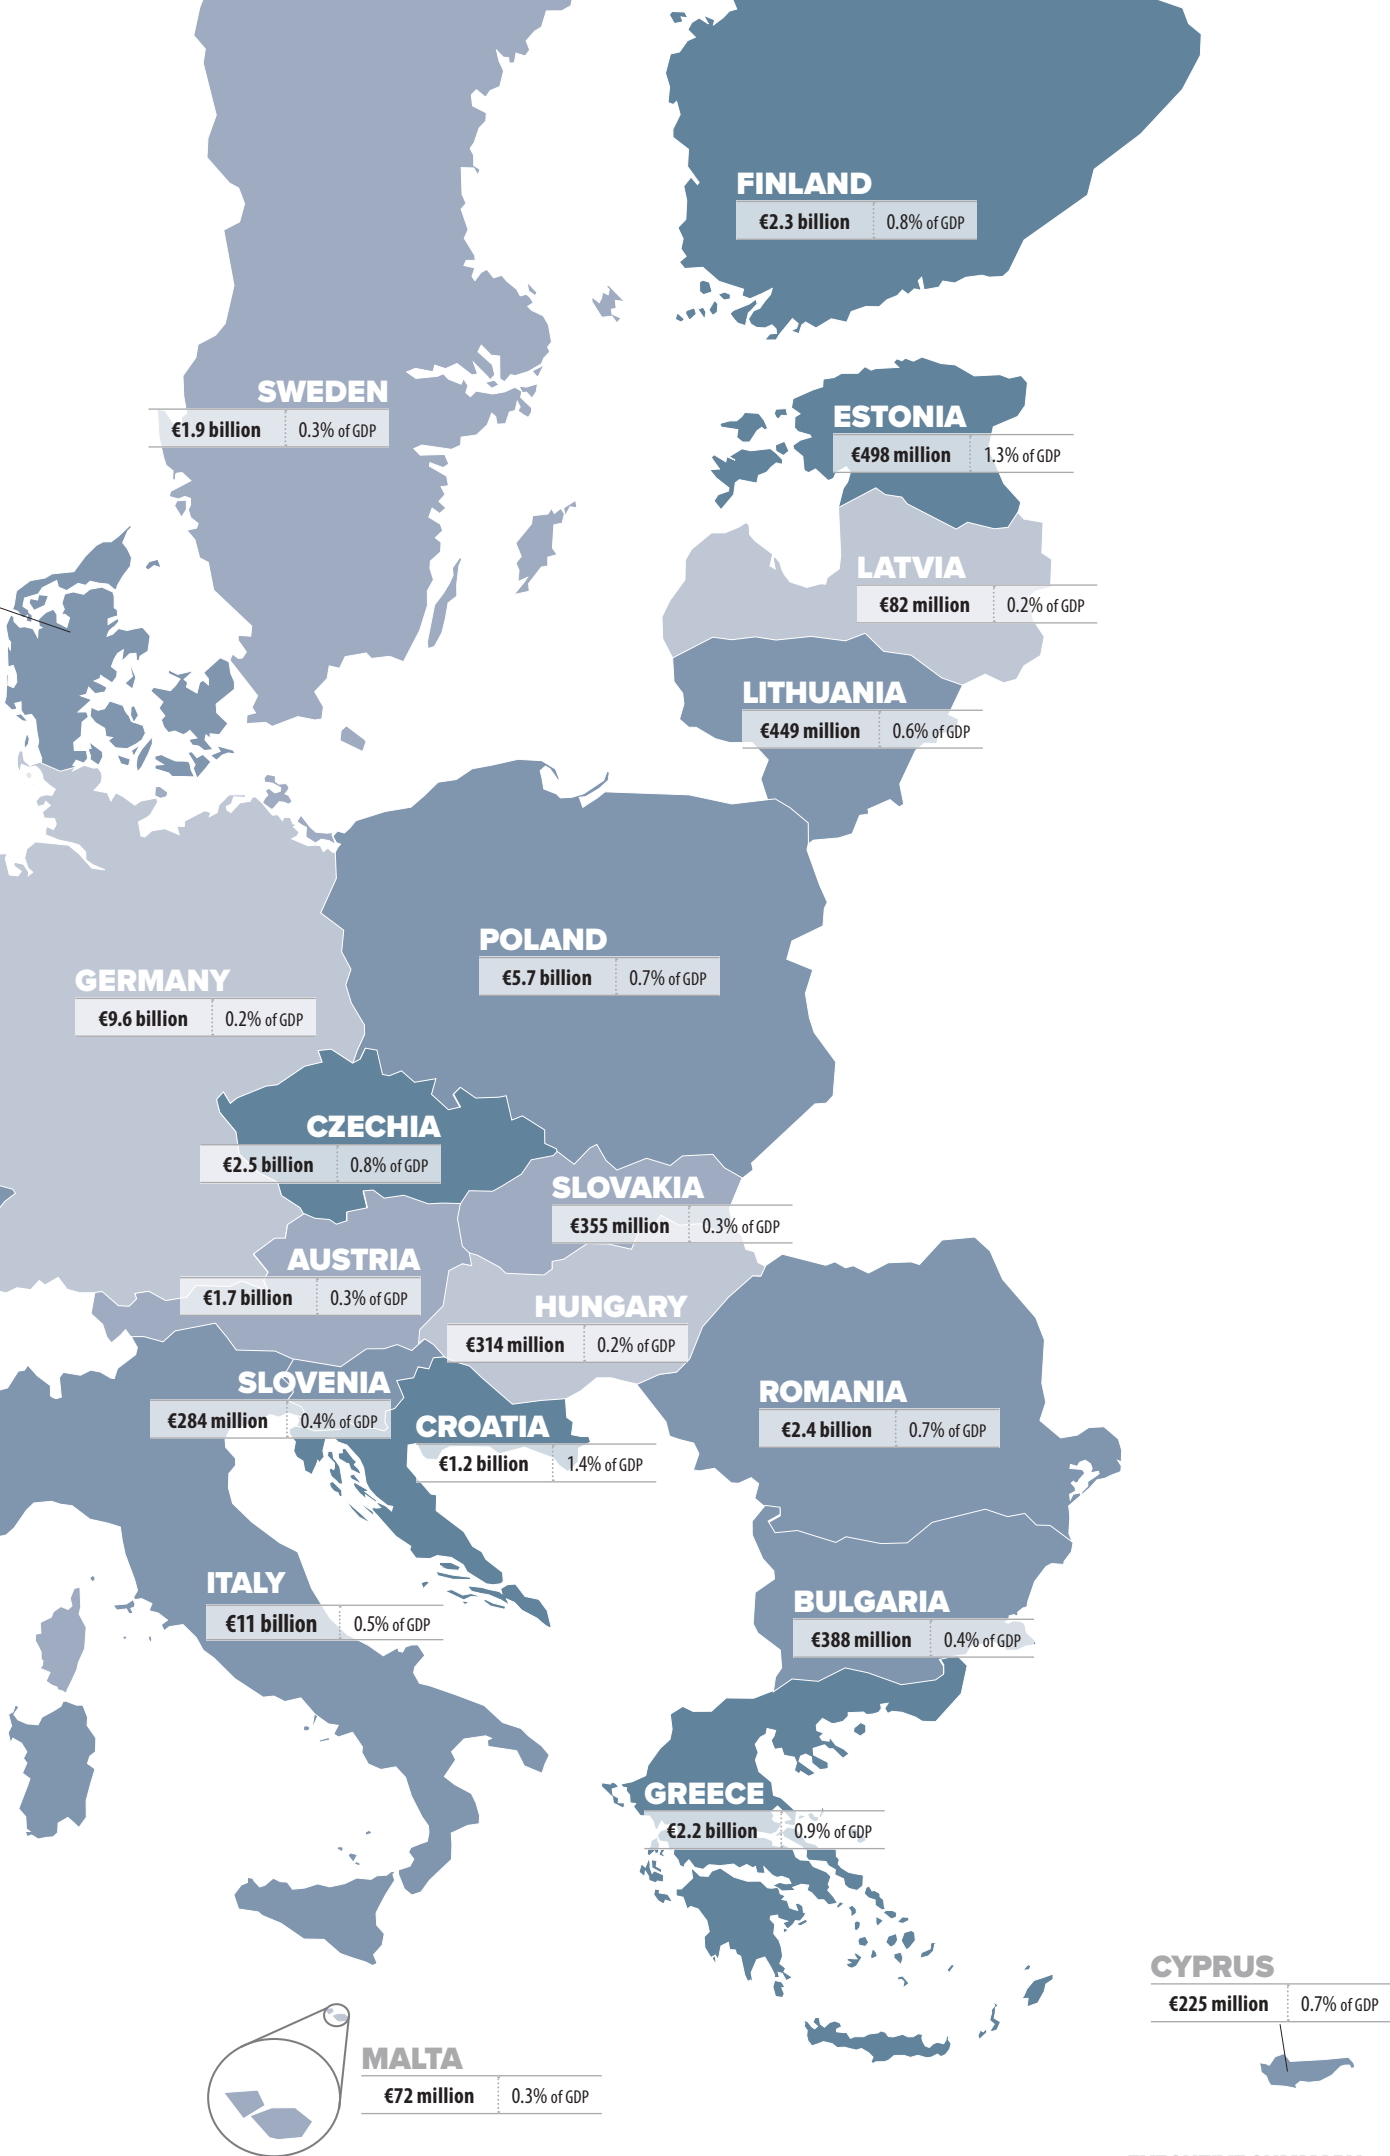 FINLAND
€2.3 billion 0.8% of GDP
SWEDEN
€1.9 billion 0.3% of GDP
ESTONIA
€498 million 1.3% of GDP
LATVIA
€82 million 0.2% of GDP
LITHUANIA
€449 million 0.6% of GDP
POLAND
€5.7 billion 0.7% of GDP
GERMANY
€9.6 billion 0.2% of GDP
CZECHIA
€2.5 billion 0.8% of GDP
SLOVAKIA
€355 million 0.3% of GDP
AUSTRIA
€1.7 billion 0.3% of GDP
HUNGARY
€314 million 0.2% of GDP
SLOVENIA
€284 million 0.4% of GDP
ROMANIA
€2.4 billion 0.7% of GDP
CROATIA
€1.2 billion 1.4% of GDP
ITALY
€11 billion 0.5% of GDP
BULGARIA
€388 million 0.4% of GDP
GREECE
€2.2 billion 0.9% of GDP
CYPRUS
€225 million 0.7% of GDP
MALTA
€72 million 0.3% of GDP